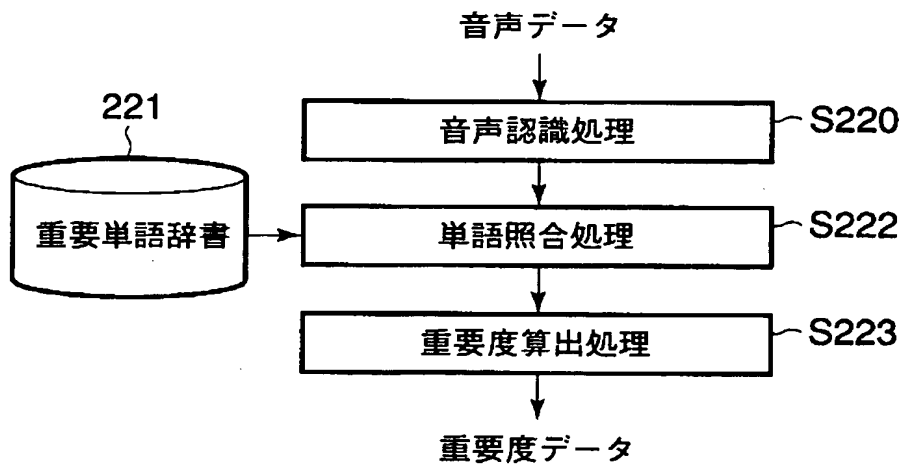 音声データ
221
音声認識処理
S220
重要単語辞書
単語照合処理
S222
重要度算出処理
S223
重要度データ